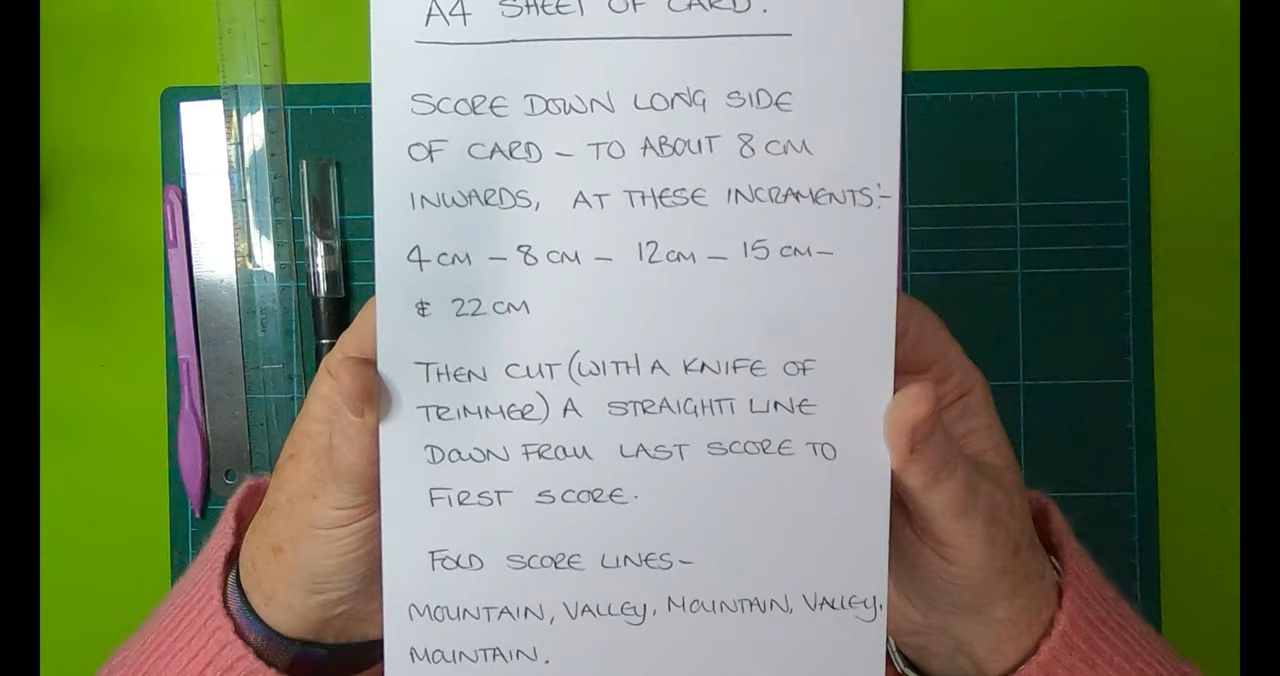 A4 SHEET OF CARD.
SCORE DOWN LONG SIDE
OF CARD – TO ABOUT 8 CM
INWARDS, AT THESE INCRAMENTS:-
4 CM – 8 CM – 12 CM – 15 CM –
& 22 CM
THEN CUT (WITH A KNIFE OF
TRIMMER) A STRAIGHT LINE
DOWN FROM LAST SCORE TO
FIRST SCORE.
FOLD SCORE LINES –
MOUNTAIN, VALLEY, MOUNTAIN, VALLEY,
MOUNTAIN.